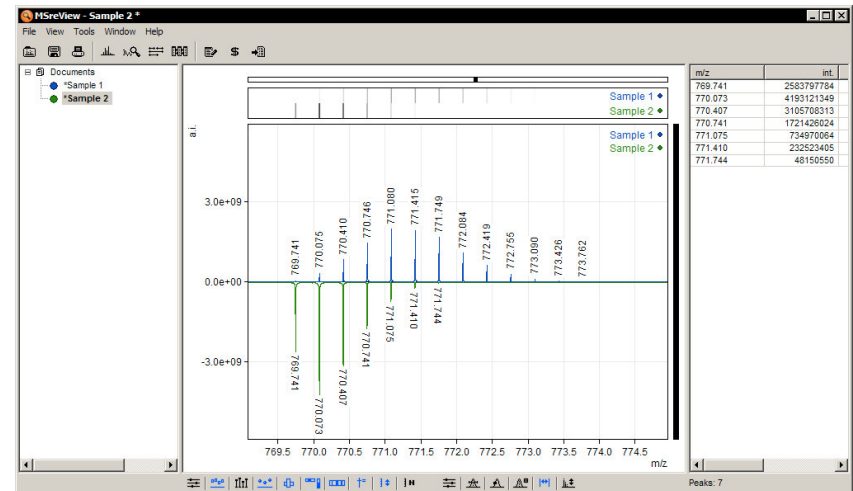 MSreView - Sample 2 *
File View Tools Window Help
Documents
*Sample 1
*Sample 2
Sample 1
Sample 2
a.i.
Sample 1
Sample 2
3.0e+09
0.0e+00
-3.0e+09
769.741
770.075
770.410
770.746
771.080
771.415
771.749
772.084
772.419
772.755
773.090
773.426
773.762
769.741
770.073
770.407
770.741
771.075
771.410
771.744
769.5 770.0 770.5 771.0 771.5 772.0 772.5 773.0 773.5 774.0 774.5
m/z
m/z int.
769.741 2583797784
770.073 4193121349
770.407 3105708313
770.741 1721426024
771.075 734970064
771.410 232523405
771.744 48150550
Peaks: 7